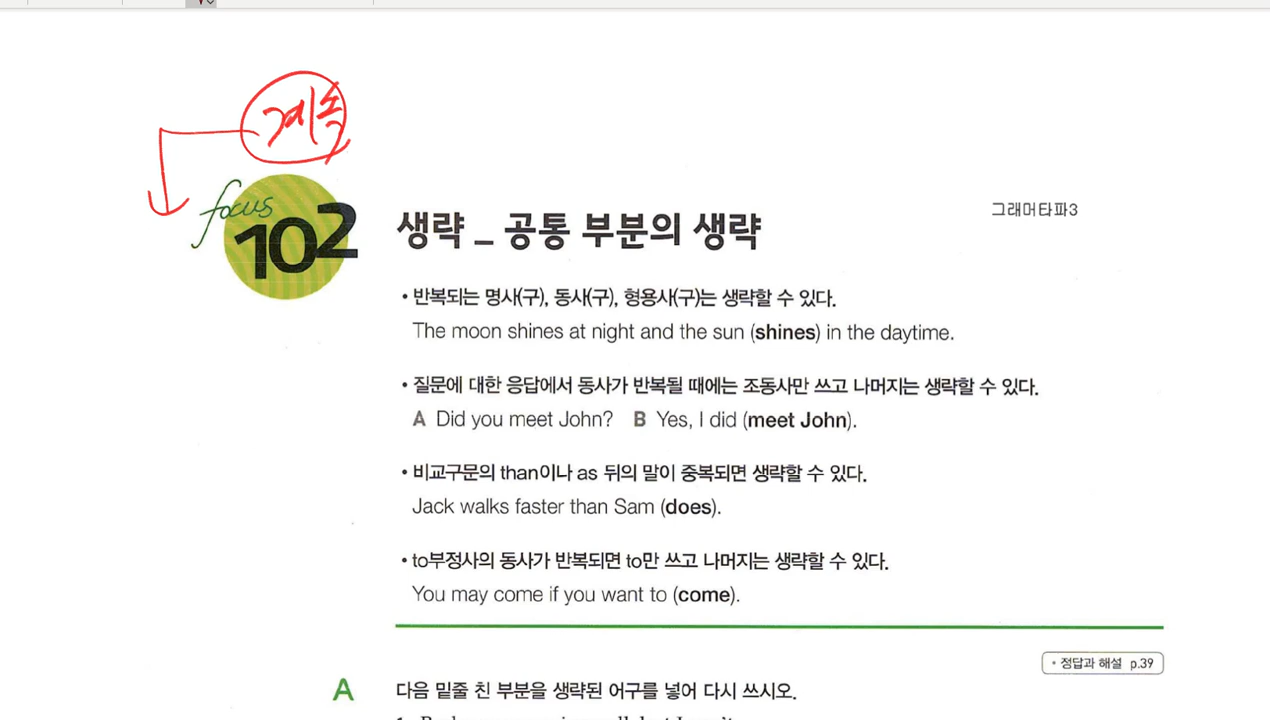 계속
focus
102
생략 _ 공통 부분의 생략
그래머타파3
• 반복되는 명사(구), 동사(구), 형용사(구)는 생략할 수 있다.
The moon shines at night and the sun (shines) in the daytime.
• 질문에 대한 응답에서 동사가 반복될 때에는 조동사만 쓰고 나머지는 생략할 수 있다.
A Did you meet John? B Yes, I did (meet John).
• 비교구문의 than이나 as 뒤의 말이 중복되면 생략할 수 있다.
Jack walks faster than Sam (does).
• to부정사의 동사가 반복되면 to만 쓰고 나머지는 생략할 수 있다.
You may come if you want to (come).
• 정답과 해설 p.39
A 다음 밑줄 친 부분을 생략된 어구를 넣어 다시 쓰시오.